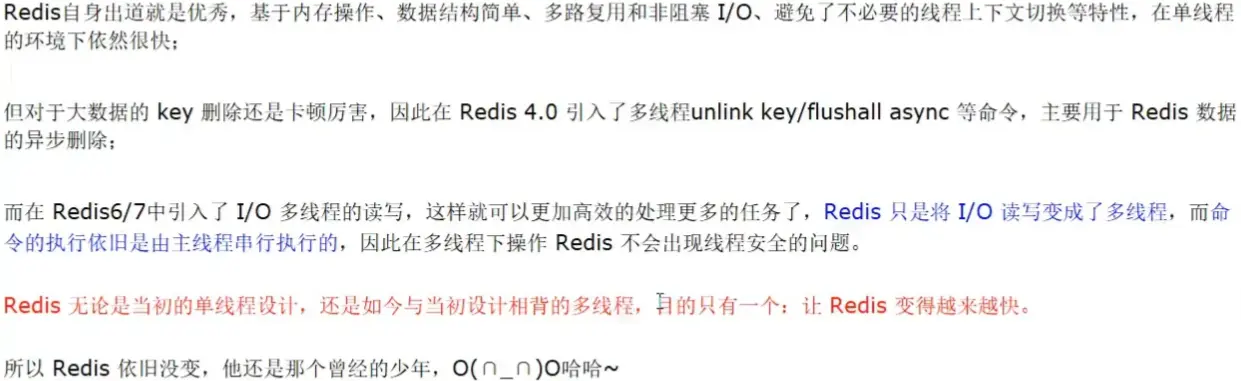 Redis自身出道就是优秀，基于内存操作、数据结构简单、多路复用和非阻塞 I/O、避免了不必要的线程上下文切换等特性，在单线程
的环境下依然很快；
但对于大数据的 key 删除还是卡顿厉害，因此在 Redis 4.0 引入了多线程unlink key/flushall async 等命令，主要用于 Redis 数据
的异步删除；
而在 Redis6/7中引入了 I/O 多线程的读写，这样就可以更加高效的处理更多的任务了，Redis 只是将 I/O 读写变成了多线程，而命
令的执行依旧是由主线程串行执行的，因此在多线程下操作 Redis 不会出现线程安全的问题。
Redis 无论是当初的单线程设计，还是如今与当初设计相背的多线程，目的只有一个：让 Redis 变得越来越快。
所以 Redis 依旧没变，他还是那个曾经的少年，O(∩_∩)O哈哈~